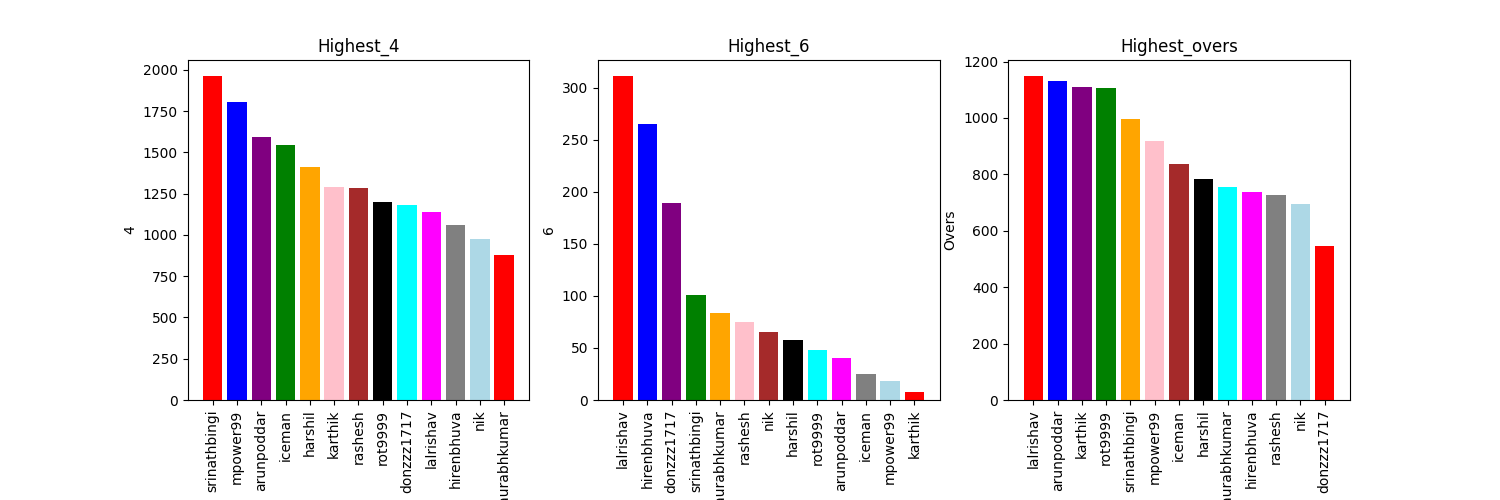 Highest_4
2000
1750
1500
1250
1000
750
500
250
0
4
srinathbingi
mpower99
arunpoddar
iceman
harshil
karthik
rashesh
rot9999
donzzz1717
lalrishav
hirenbhuva
nik
urabhkumar
Highest_6
300
250
200
150
100
50
0
6
lalrishav
hirenbhuva
donzzz1717
srinathbingi
urabhkumar
rashesh
nik
harshil
rot9999
arunpoddar
iceman
mpower99
karthik
Highest_overs
1200
1000
800
600
400
200
0
Overs
lalrishav
arunpoddar
karthik
rot9999
srinathbingi
mpower99
iceman
harshil
urabhkumar
hirenbhuva
rashesh
nik
donzzz1717